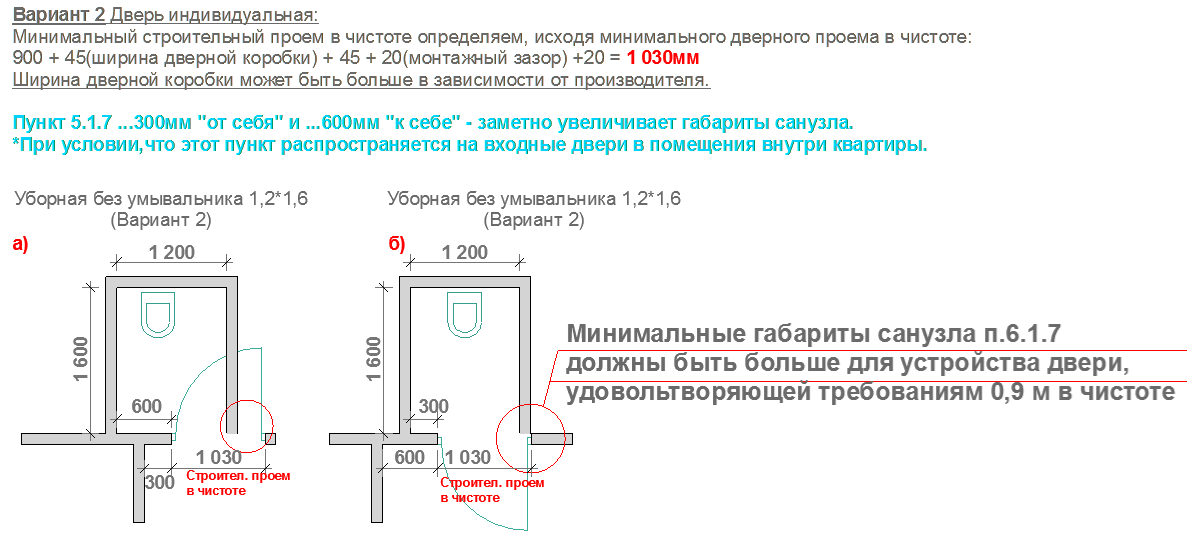 Вариант 2 Дверь индивидуальная:
Минимальный строительный проем в чистоте определяем, исходя минимального дверного проема в чистоте:
900 + 45(ширина дверной коробки) + 45 + 20(монтажный зазор) +20 = 1 030мм
Ширина дверной коробки может быть больше в зависимости от производителя.
Пункт 5.1.7 ...300мм "от себя" и ...600мм "к себе" - заметно увеличивает габариты санузла.
*При условии,что этот пункт распространяется на входные двери в помещения внутри квартиры.
Уборная без умывальника 1,2*1,6
(Вариант 2)
а)
1 200
1 600
600
1 030
300
Строител. проем
в чистоте
Уборная без умывальника 1,2*1,6
(Вариант 2)
б)
1 200
1 600
300
600
1 030
Строител. проем
в чистоте
Минимальные габариты санузла п.6.1.7
должны быть больше для устройства двери,
удовольтворяющей требованиям 0,9 м в чистоте